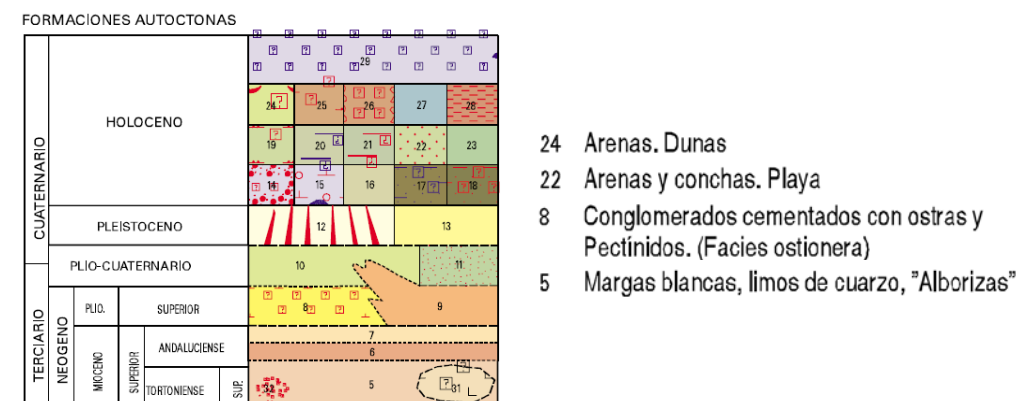 FORMACIONES AUTOCTONAS
29
24 25 26 27 28
HOLOCENO
19 20 21 22 23
CUATERNARIO
14 15 16 17 18
PLEISTOCENO
12 13
PLIO-CUATERNARIO
10 11
PLIO.
SUPERIOR
8 9
TERCIARIO
NEOGENO
MIOCENO
SUPERIOR
ANDALUCIENSE
7
6
TORTONIENSE
SUP.
5
31
24 Arenas. Dunas
22 Arenas y conchas. Playa
8 Conglomerados cementados con ostras y
Pectínidos. (Facies ostionera)
5 Margas blancas, limos de cuarzo, "Alborizas"